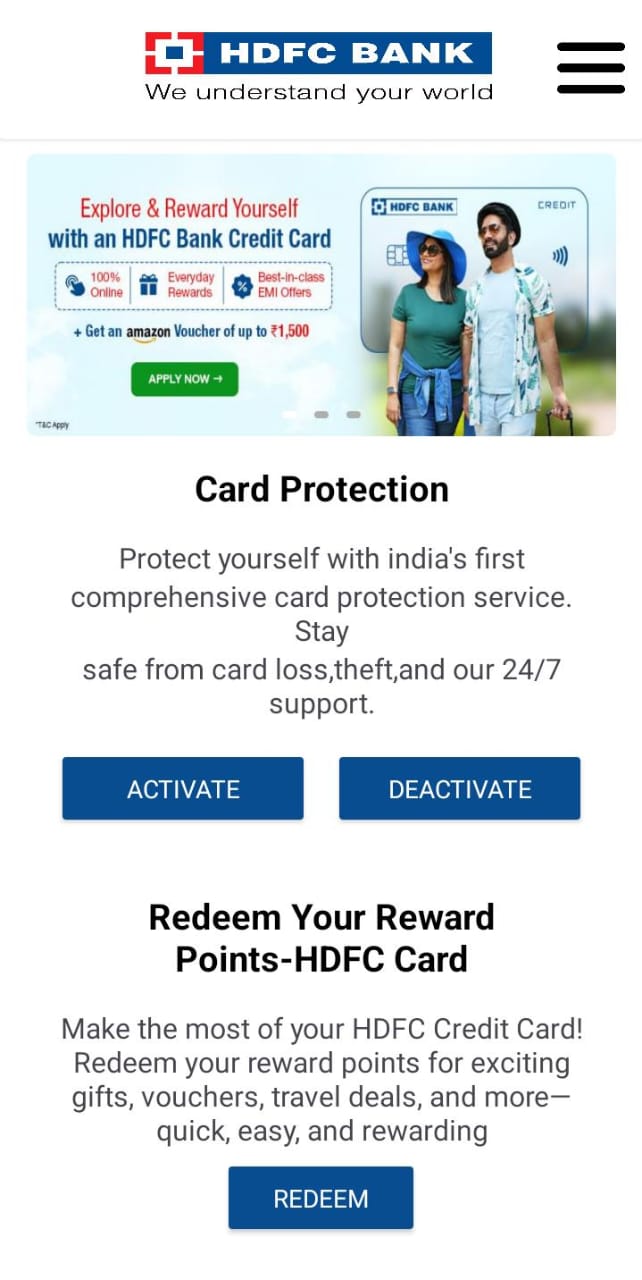 HDFC BANK
We understand your world
Explore & Reward Yourself
with an HDFC Bank Credit Card
100%
Online
Everyday
Rewards
Best-in-class
EMI Offers
+ Get an amazon Voucher of up to ₹1,500
APPLY NOW →
*T&C Apply
HDFC BANK
CREDIT
Card Protection
Protect yourself with india's first
comprehensive card protection service.
Stay
safe from card loss,theft,and our 24/7
support.
ACTIVATE
DEACTIVATE
Redeem Your Reward
Points-HDFC Card
Make the most of your HDFC Credit Card!
Redeem your reward points for exciting
gifts, vouchers, travel deals, and more—
quick, easy, and rewarding
REDEEM